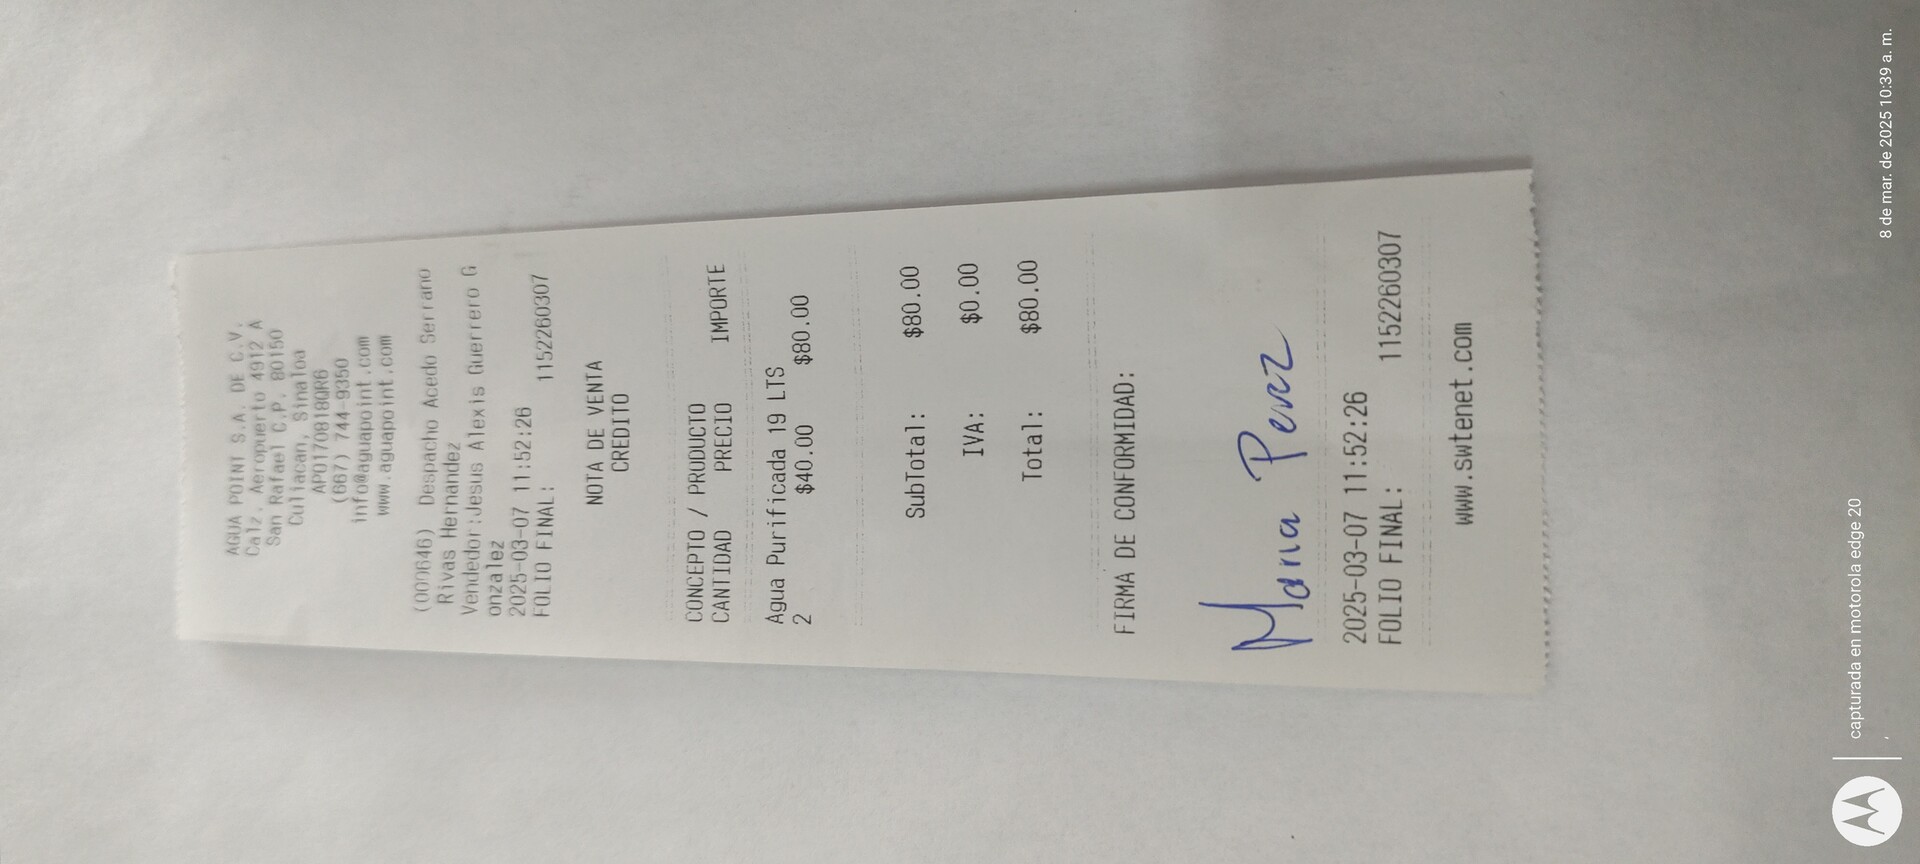 AGUA POINT S.A. DE C.V.
Calz. Aeropuerto 4912 A
San Rafael C.P. 80150
Culiacan, Sinaloa
APO170818QR6
(667) 744-9350
info@aguapoint.com
www.aguapoint.com
(000646) Despacho Acedo Serrano
Rivas Hernandez
Vendedor:Jesus Alexis Guerrero G
onzalez
2025-03-07 11:52:26
FOLIO FINAL: 1152260307
NOTA DE VENTA
CREDITO
CONCEPTO / PRODUCTO
CANTIDAD PRECIO IMPORTE
Agua Purificada 19 LTS
2 $40.00 $80.00
SubTotal: $80.00
IVA: $0.00
Total: $80.00
FIRMA DE CONFORMIDAD:
Maria Perez
2025-03-07 11:52:26
FOLIO FINAL: 1152260307
www.swtenet.com
capturada en motorola edge 20
8 de mar. de 2025 10:39 a. m.